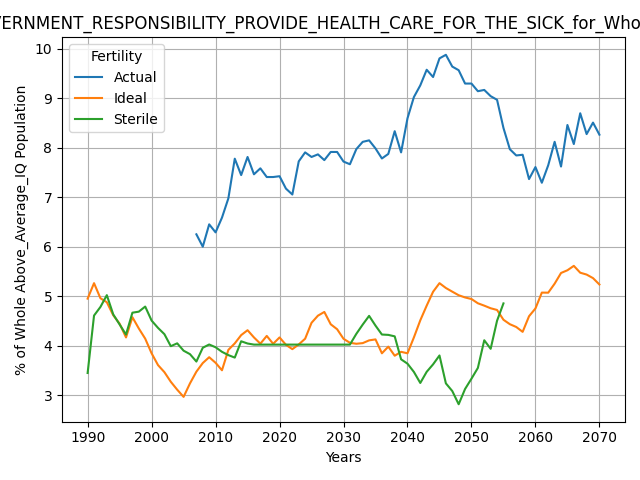 VERNMENT_RESPONSIBILITY_PROVIDE_HEALTH_CARE_FOR_THE_SICK_for_Who
Fertility
Actual
Ideal
Sterile
% of Whole Above_Average_IQ Population
10
9
8
7
6
5
4
3
1990 2000 2010 2020 2030 2040 2050 2060 2070
Years